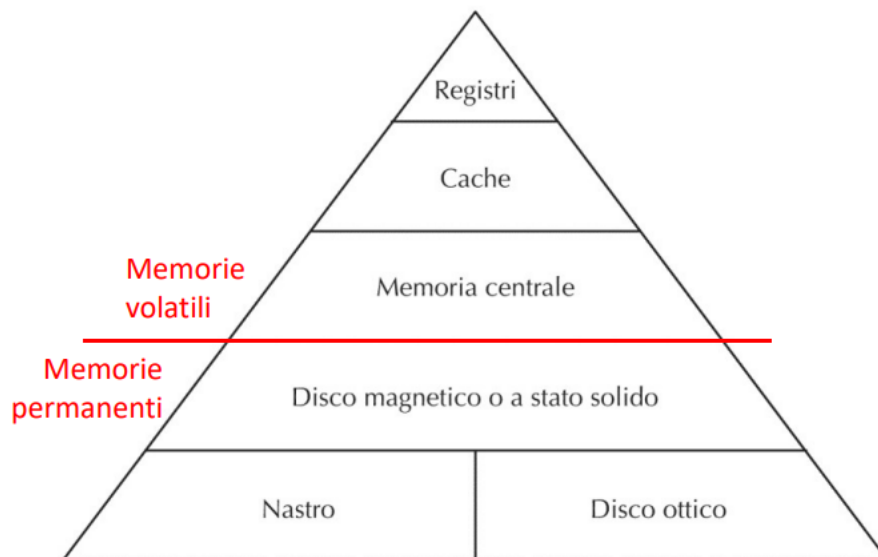 Registri
Cache
Memorie
volatili
Memoria centrale
Memorie
permanenti
Disco magnetico o a stato solido
Nastro
Disco ottico